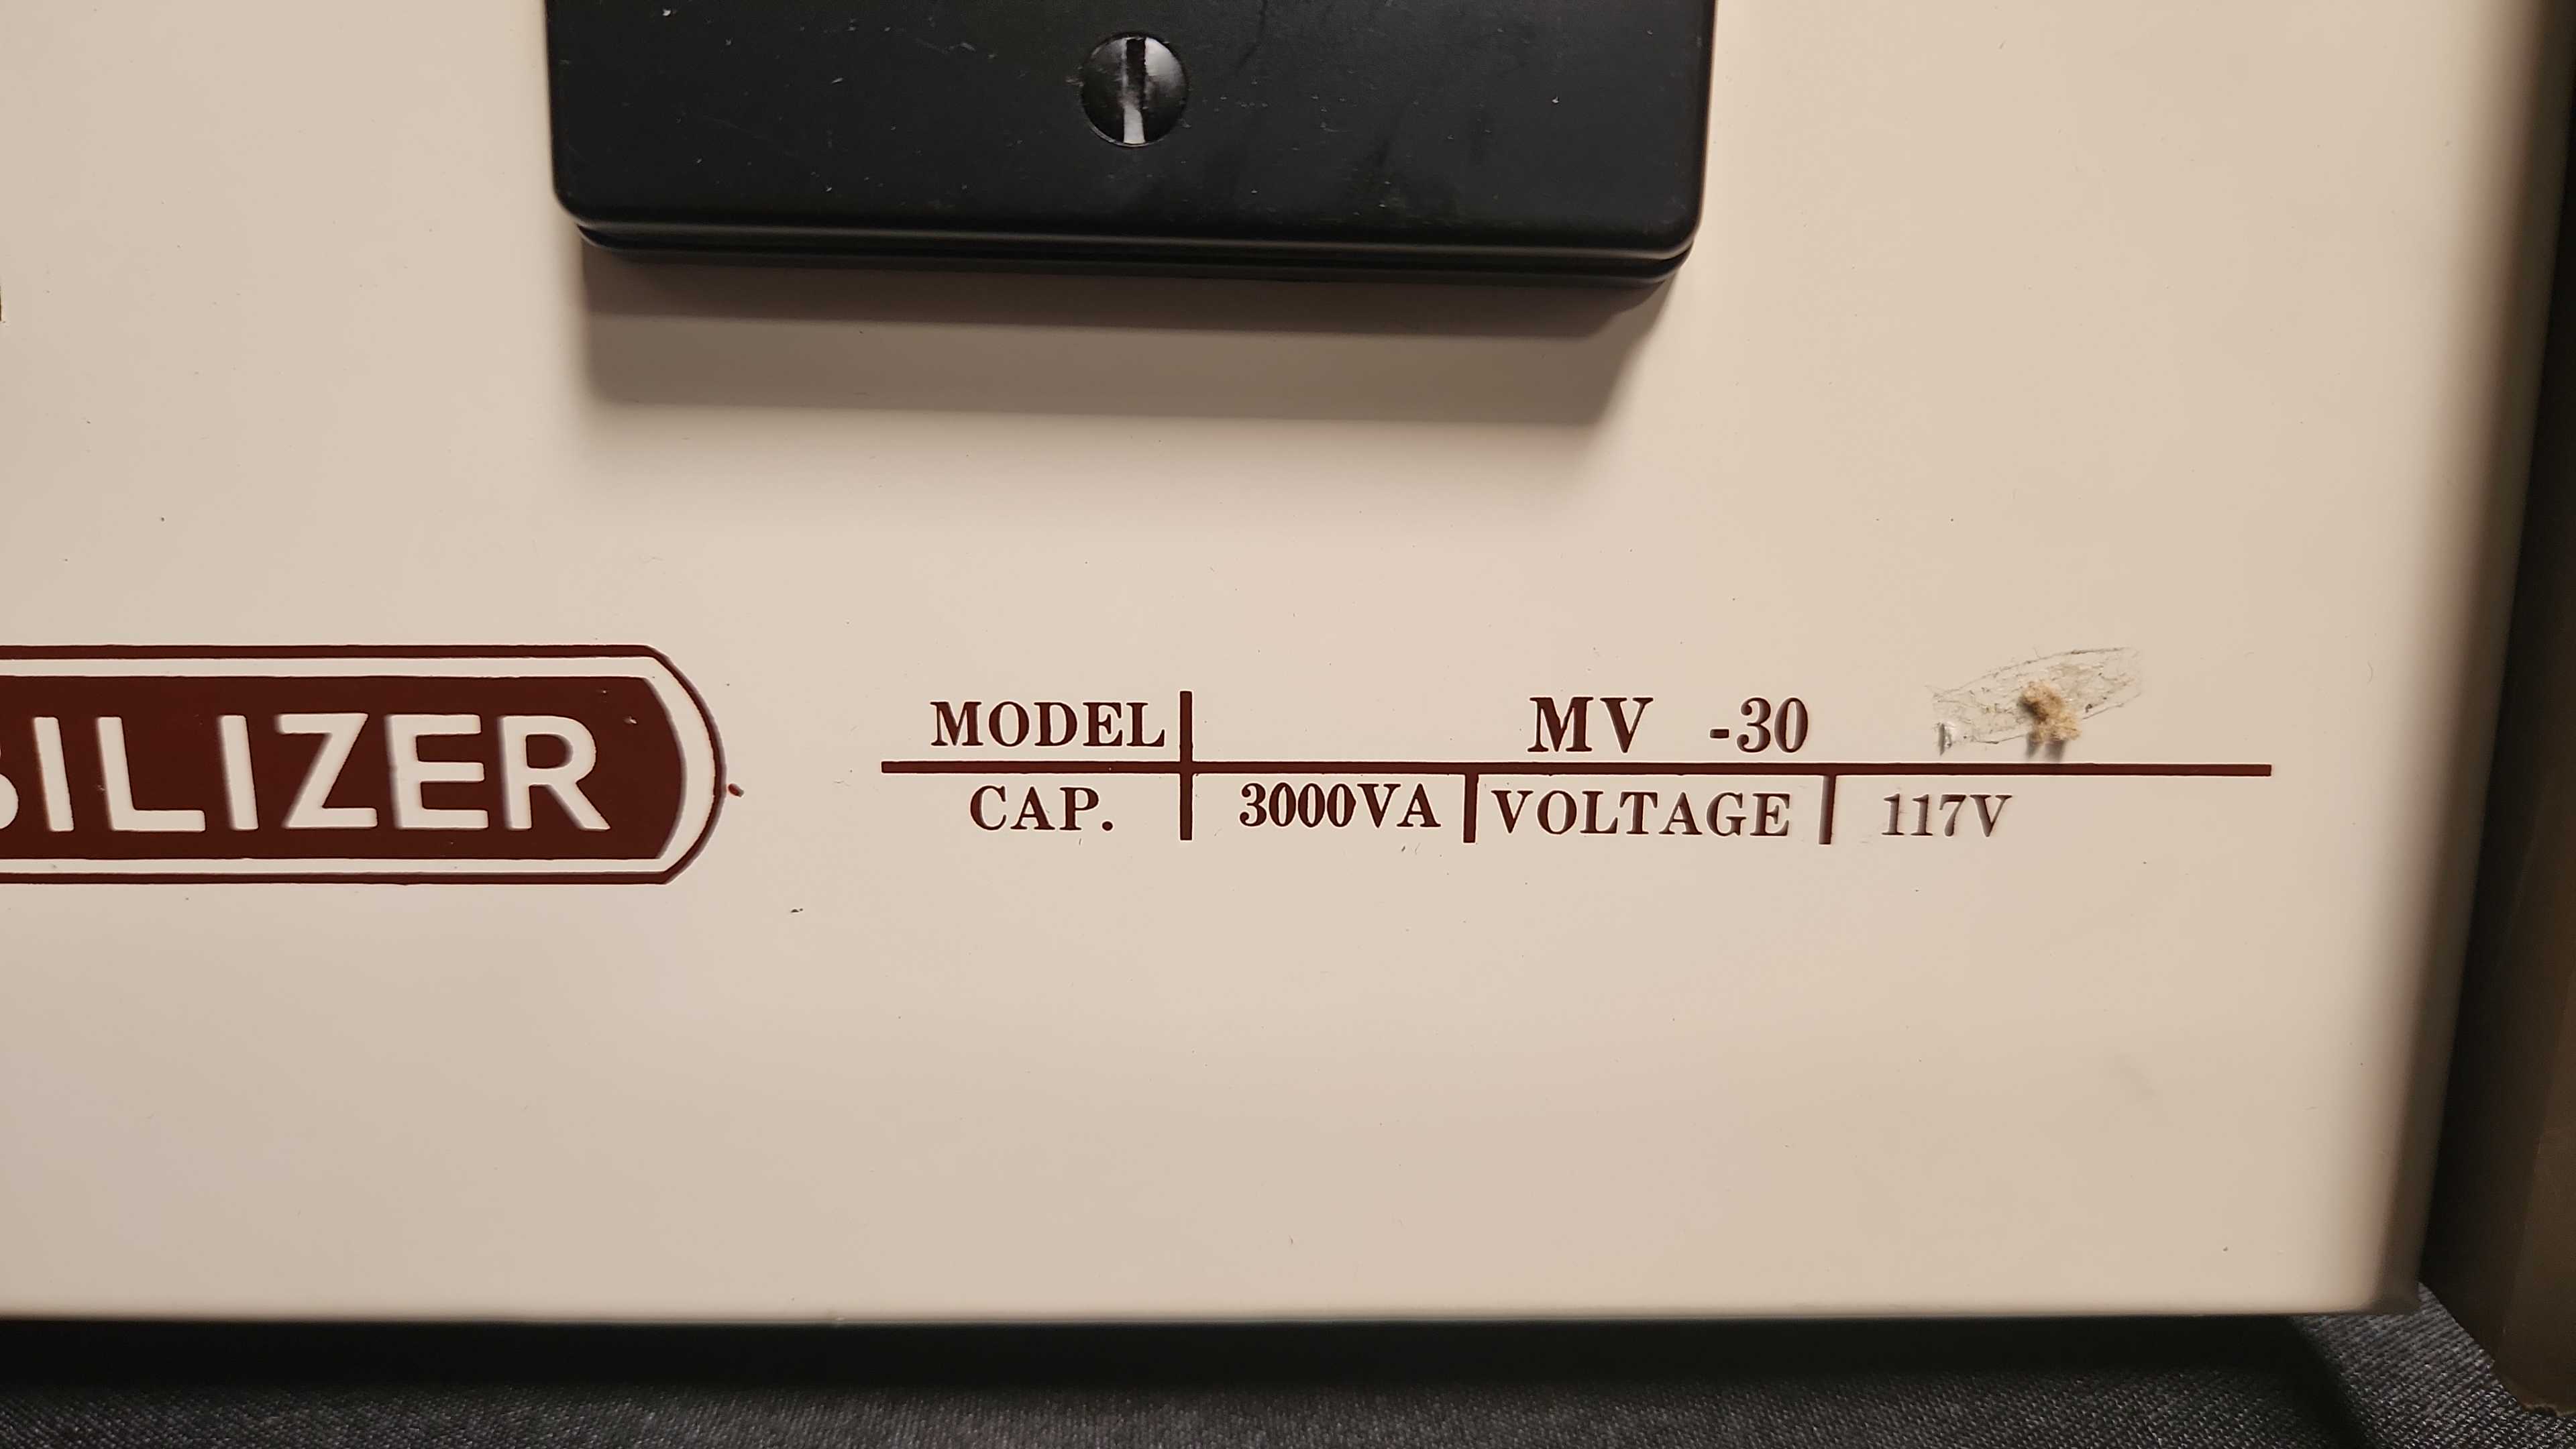 BILIZER
MODEL MV -30
CAP. 3000VA VOLTAGE 117V